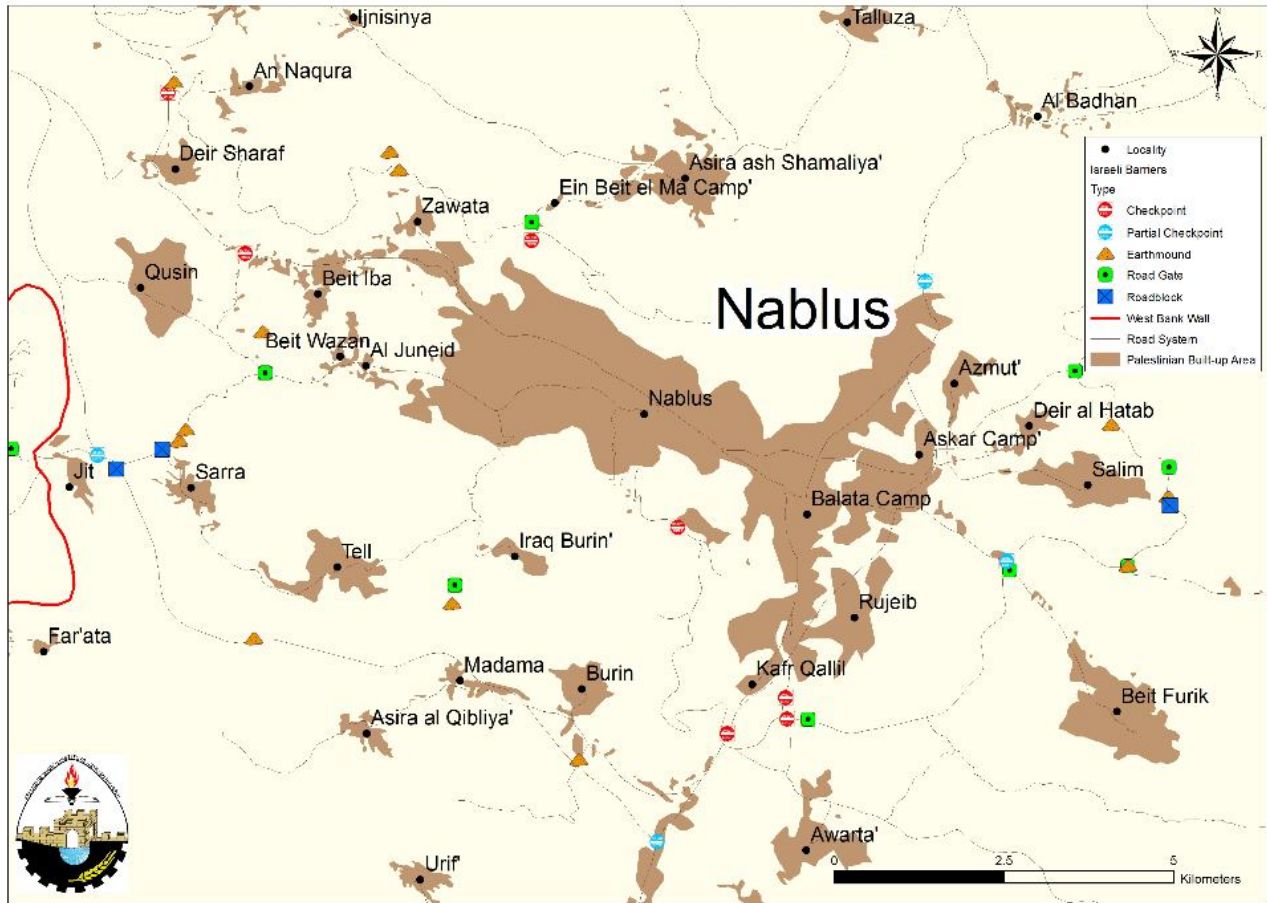 Ijnisinya
Talluza
N
W
E
S
An Naqura
Al Badhan
Deir Sharaf
Asira ash Shamaliya'
Ein Beit el Ma Camp'
Zawata
Qusin
Beit Iba
Nablus
Beit Wazan
Al Juneid
Azmut'
Nablus
Deir al Hatab
Askar Camp'
Jit
Sarra
Salim
Balata Camp
Tell
Iraq Burin'
Rujeib
Far'ata
Madama
Burin
Kafr Qallil
Beit Furik
Asira al Qibliya'
Awarta'
Urif'
Locality
Israeli Barriers
Type
Checkpoint
Partial Checkpoint
Earthmound
Road Gate
Roadblock
West Bank Wall
Road System
Palestinian Built-up Area
0 2.5 5
Kilometers